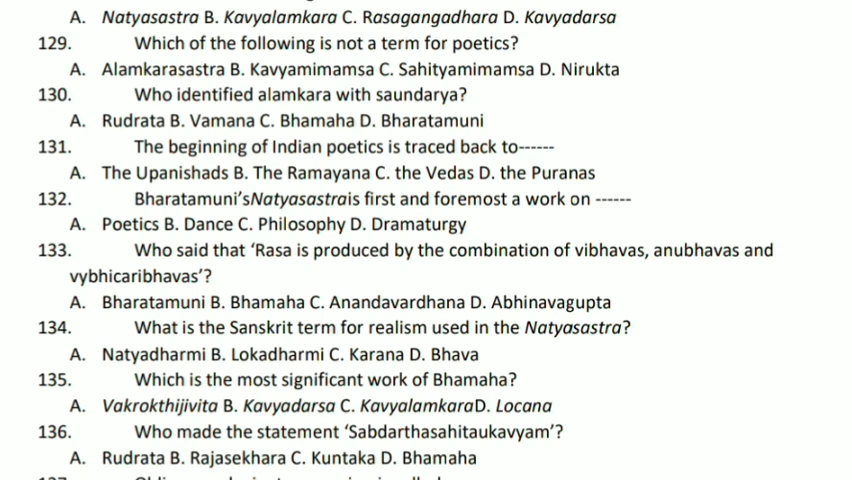 A. Natyasastra B. Kavyalamkara C. Rasagangadhara D. Kavyadarsa
129. Which of the following is not a term for poetics?
A. Alamkarasastra B. Kavyamimamsa C. Sahityamimamsa D. Nirukta
130. Who identified alamkara with saundarya?
A. Rudrata B. Vamana C. Bhamaha D. Bharatamuni
131. The beginning of Indian poetics is traced back to------
A. The Upanishads B. The Ramayana C. the Vedas D. the Puranas
132. Bharatamuni'sNatyasastrais first and foremost a work on ------
A. Poetics B. Dance C. Philosophy D. Dramaturgy
133. Who said that ‘Rasa is produced by the combination of vibhavas, anubhavas and
vybhicaribhavas’?
A. Bharatamuni B. Bhamaha C. Anandavardhana D. Abhinavagupta
134. What is the Sanskrit term for realism used in the Natyasastra?
A. Natyadharmi B. Lokadharmi C. Karana D. Bhava
135. Which is the most significant work of Bhamaha?
A. Vakrokthijivita B. Kavyadarsa C. KavyalamkaraD. Locana
136. Who made the statement ‘Sabdarthasahitaukavyam’?
A. Rudrata B. Rajasekhara C. Kuntaka D. Bhamaha